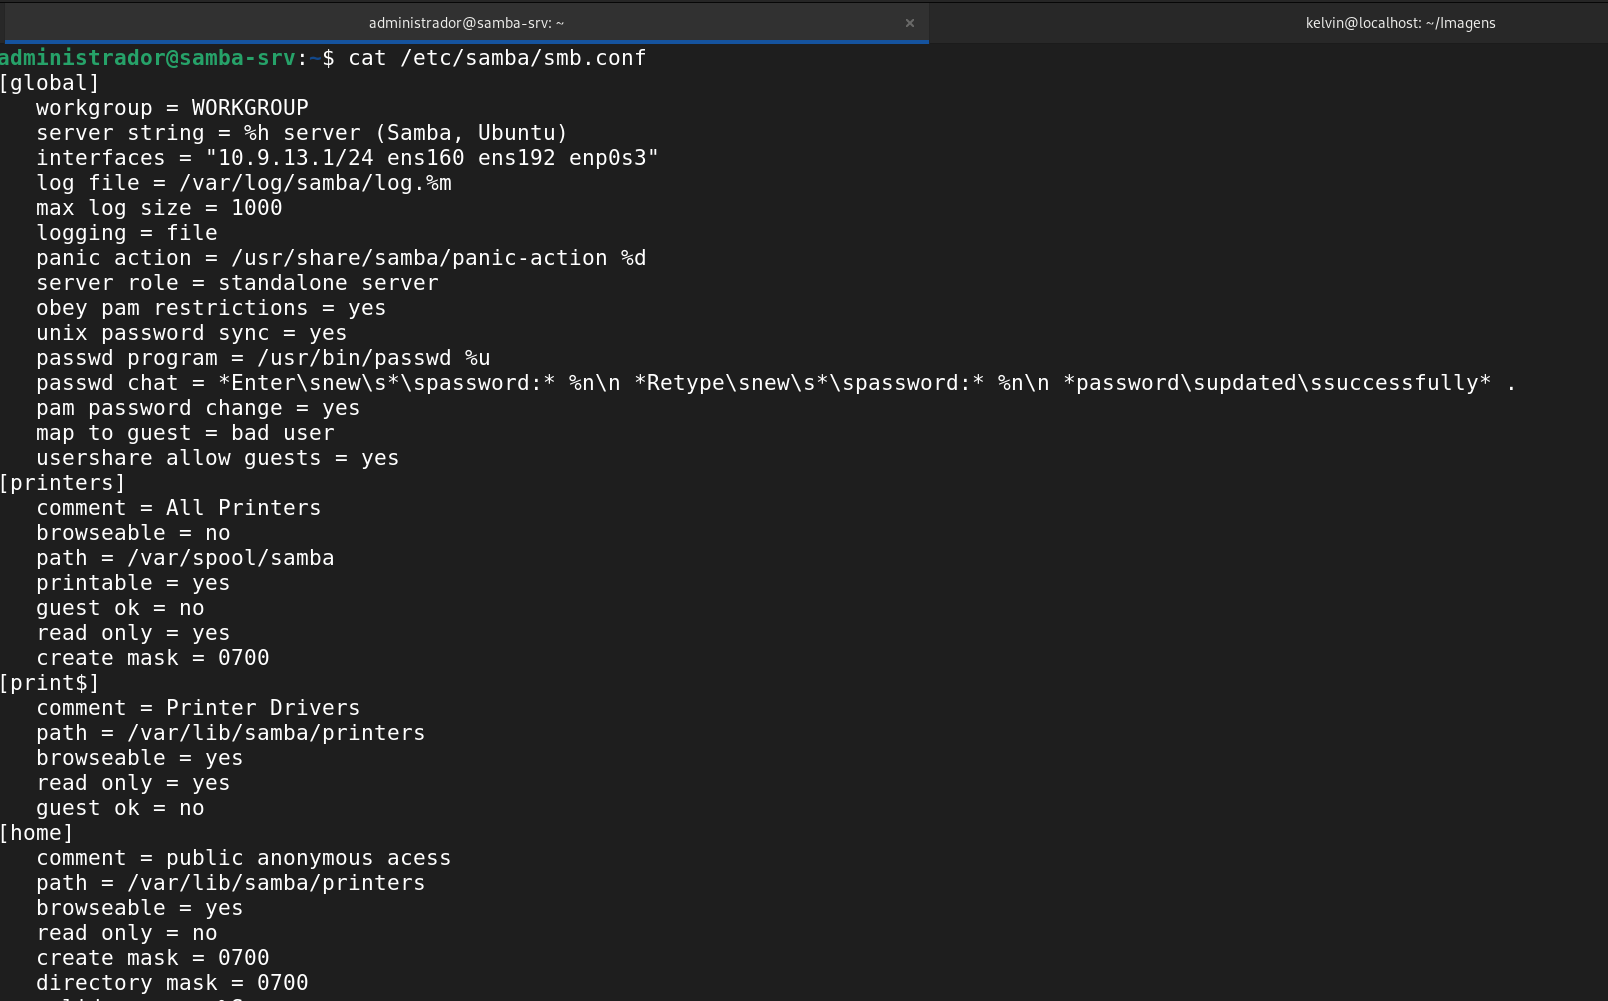 administrador@samba-srv: ~ ×
kelvin@localhost: ~/Imagens
administrador@samba-srv:~$ cat /etc/samba/smb.conf
[global]
   workgroup = WORKGROUP
   server string = %h server (Samba, Ubuntu)
   interfaces = "10.9.13.1/24 ens160 ens192 enp0s3"
   log file = /var/log/samba/log.%m
   max log size = 1000
   logging = file
   panic action = /usr/share/samba/panic-action %d
   server role = standalone server
   obey pam restrictions = yes
   unix password sync = yes
   passwd program = /usr/bin/passwd %u
   passwd chat = *Enter\snew\s*\spassword:* %n\n *Retype\snew\s*\spassword:* %n\n *password\supdated\ssuccessfully* .
   pam password change = yes
   map to guest = bad user
   usershare allow guests = yes
[printers]
   comment = All Printers
   browseable = no
   path = /var/spool/samba
   printable = yes
   guest ok = no
   read only = yes
   create mask = 0700
[print$]
   comment = Printer Drivers
   path = /var/lib/samba/printers
   browseable = yes
   read only = yes
   guest ok = no
[home]
   comment = public anonymous acess
   path = /var/lib/samba/printers
   browseable = yes
   read only = no
   create mask = 0700
   directory mask = 0700